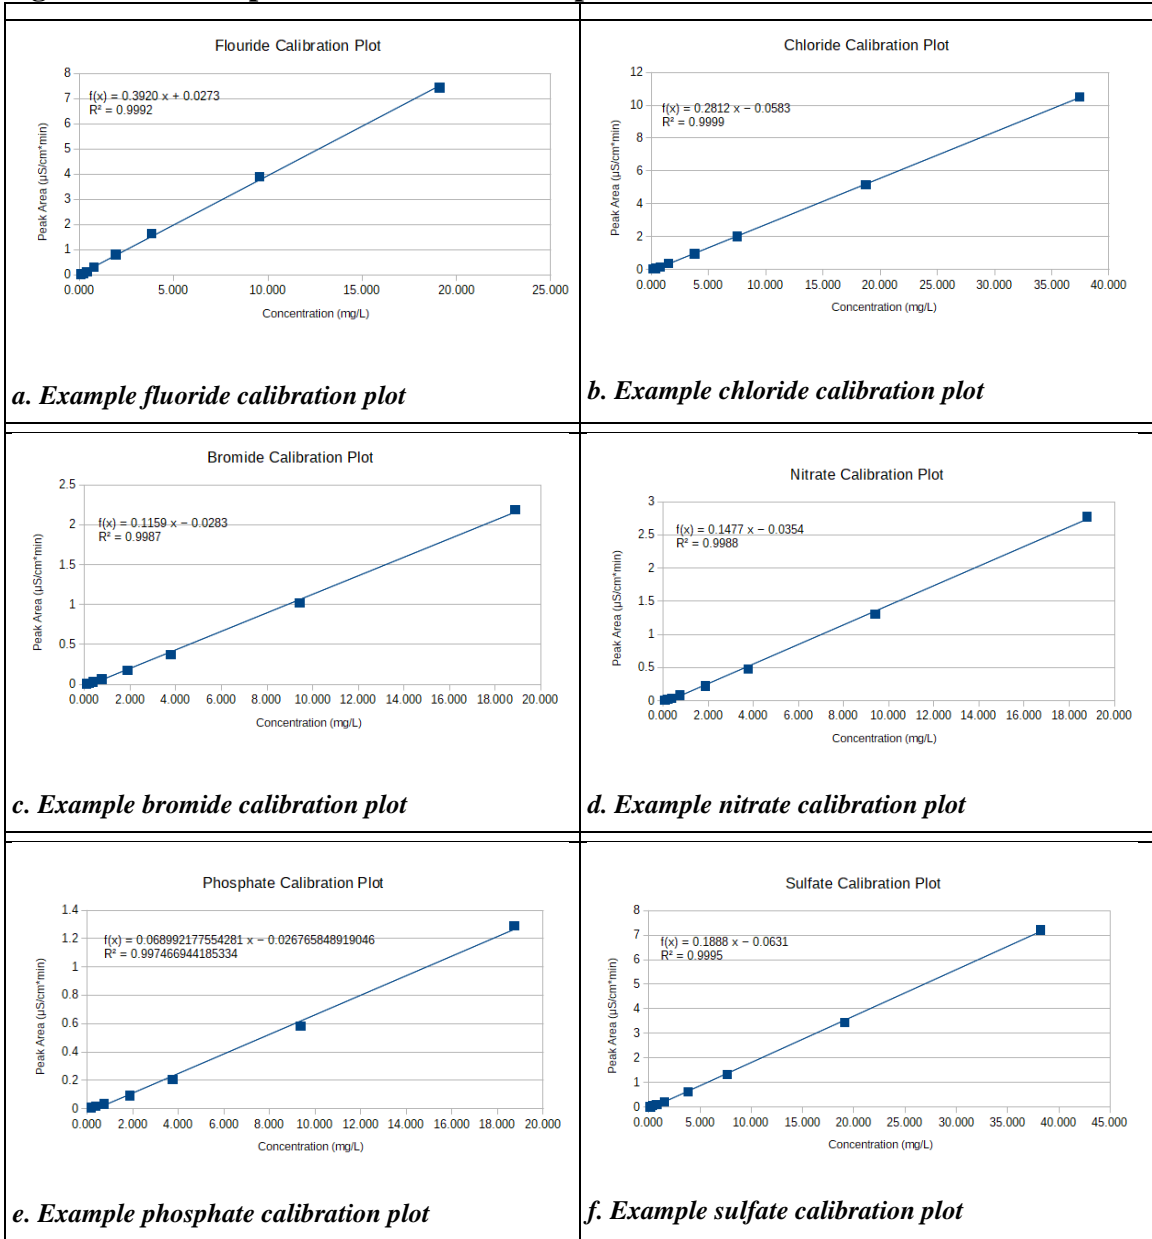 Flouride Calibration Plot
f(x) = 0.3920 x + 0.0273
R² = 0.9992
Peak Area (µS/cm*min)
8
7
6
5
4
3
2
1
0
0.000 5.000 10.000 15.000 20.000 25.000
Concentration (mg/L)
a. Example fluoride calibration plot
Chloride Calibration Plot
f(x) = 0.2812 x − 0.0583
R² = 0.9999
Peak Area (µS/cm*min)
12
10
8
6
4
2
0
0.000 5.000 10.000 15.000 20.000 25.000 30.000 35.000 40.000
Concentration (mg/L)
b. Example chloride calibration plot
Bromide Calibration Plot
f(x) = 0.1159 x − 0.0283
R² = 0.9987
Peak Area (µS/cm*min)
2.5
2
1.5
1
0.5
0
0.000 2.000 4.000 6.000 8.000 10.000 12.000 14.000 16.000 18.000 20.000
Concentration (mg/L)
c. Example bromide calibration plot
Nitrate Calibration Plot
f(x) = 0.1477 x − 0.0354
R² = 0.9988
Peak Area (µS/cm*min)
3
2.5
2
1.5
1
0.5
0
0.000 2.000 4.000 6.000 8.000 10.000 12.000 14.000 16.000 18.000 20.000
Concentration (mg/L)
d. Example nitrate calibration plot
Phosphate Calibration Plot
f(x) = 0.068992177554281 x − 0.026765848919046
R² = 0.997466944185334
Peak Area (µS/cm*min)
1.4
1.2
1
0.8
0.6
0.4
0.2
0
0.000 2.000 4.000 6.000 8.000 10.000 12.000 14.000 16.000 18.000 20.000
Concentration (mg/L)
e. Example phosphate calibration plot
Sulfate Calibration Plot
f(x) = 0.1888 x − 0.0631
R² = 0.9995
Peak Area (µS/cm*min)
8
7
6
5
4
3
2
1
0
0.000 5.000 10.000 15.000 20.000 25.000 30.000 35.000 40.000 45.000
Concentration (mg/L)
f. Example sulfate calibration plot